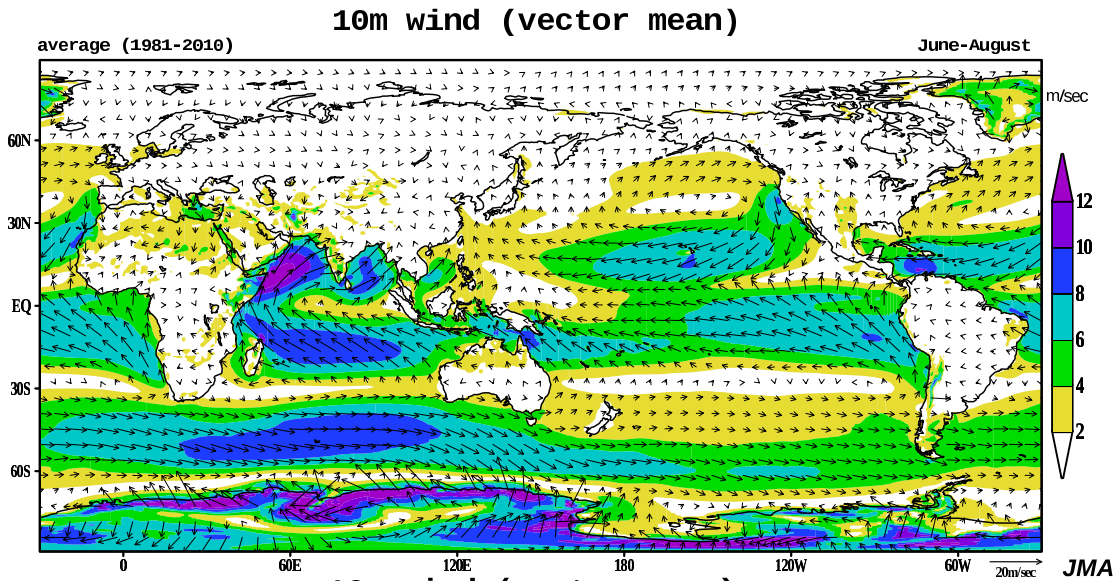 10m wind (vector mean)
average (1981-2010) June-August
m/sec
60N
30N
EQ
30S
60S
12
10
8
6
4
2
0 60E 120E 180 120W 60W
20m/sec
JMA